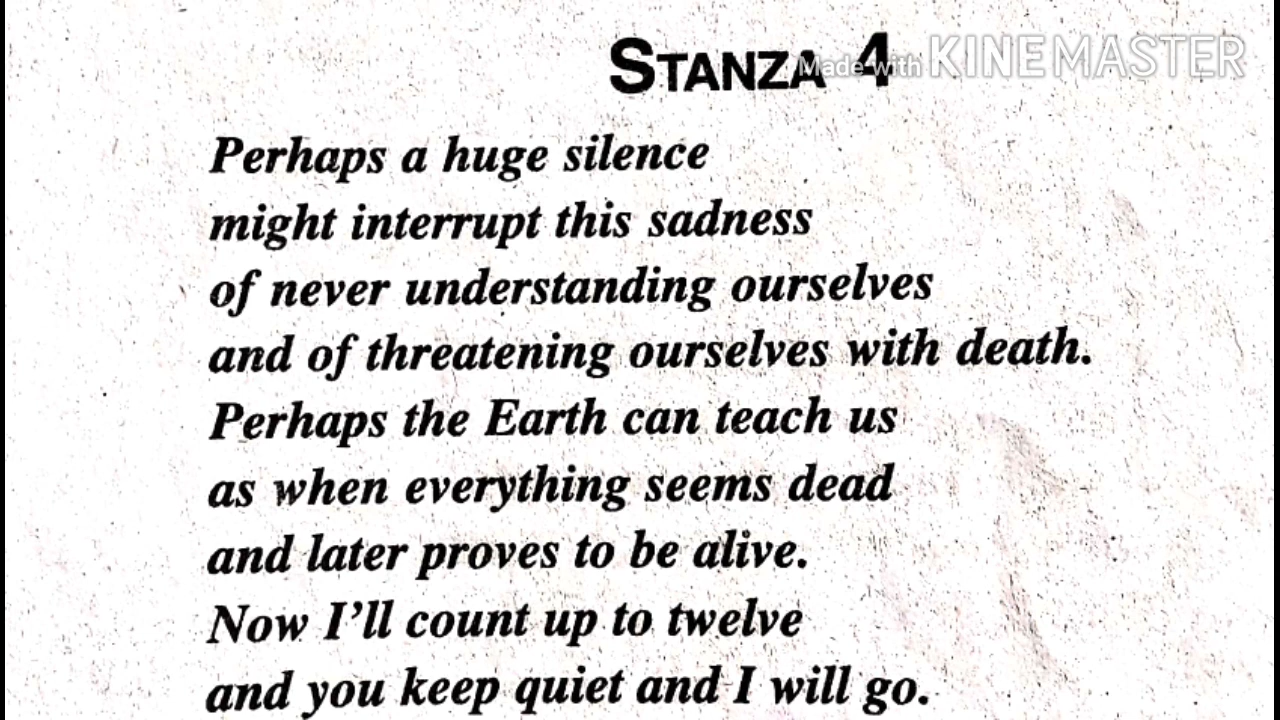 STANZA 4
Made with KINEMASTER
Perhaps a huge silence
might interrupt this sadness
of never understanding ourselves
and of threatening ourselves with death.
Perhaps the Earth can teach us
as when everything seems dead
and later proves to be alive.
Now I'll count up to twelve
and you keep quiet and I will go.